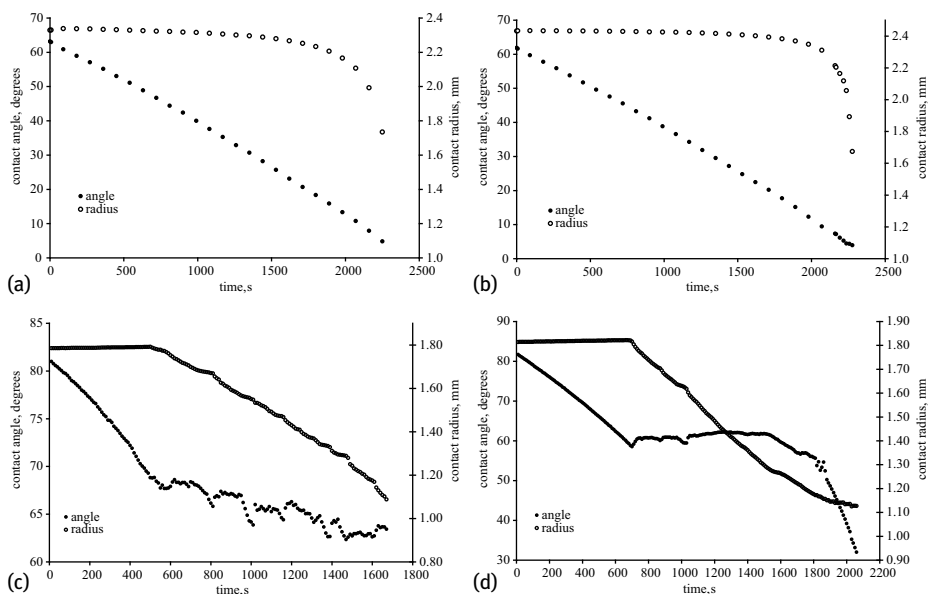 contact angle, degrees
70
60
50
40
30
20
10
0
angle
radius
2.4
2.2
2.0
1.8
1.6
1.4
1.2
1.0
contact radius, mm
0 500 1000 1500 2000 2500
time,s
(a)
contact angle, degrees
70
60
50
40
30
20
10
0
angle
radius
2.4
2.2
2.0
1.8
1.6
1.4
1.2
1.0
contact radius, mm
0 500 1000 1500 2000 2500
time,s
(b)
contact angle, degrees
85
80
75
70
65
60
angle
radius
1.80
1.60
1.40
1.20
1.00
0.80
contact radius, mm
0 200 400 600 800 1000 1200 1400 1600 1800
time,s
(c)
contact angle, degrees
90
80
70
60
50
40
30
angle
radius
1.90
1.80
1.70
1.60
1.50
1.40
1.30
1.20
1.10
1.00
0.90
contact radius, mm
0 200 400 600 800 1000 1200 1400 1600 1800 2000 2200
time,s
(d)